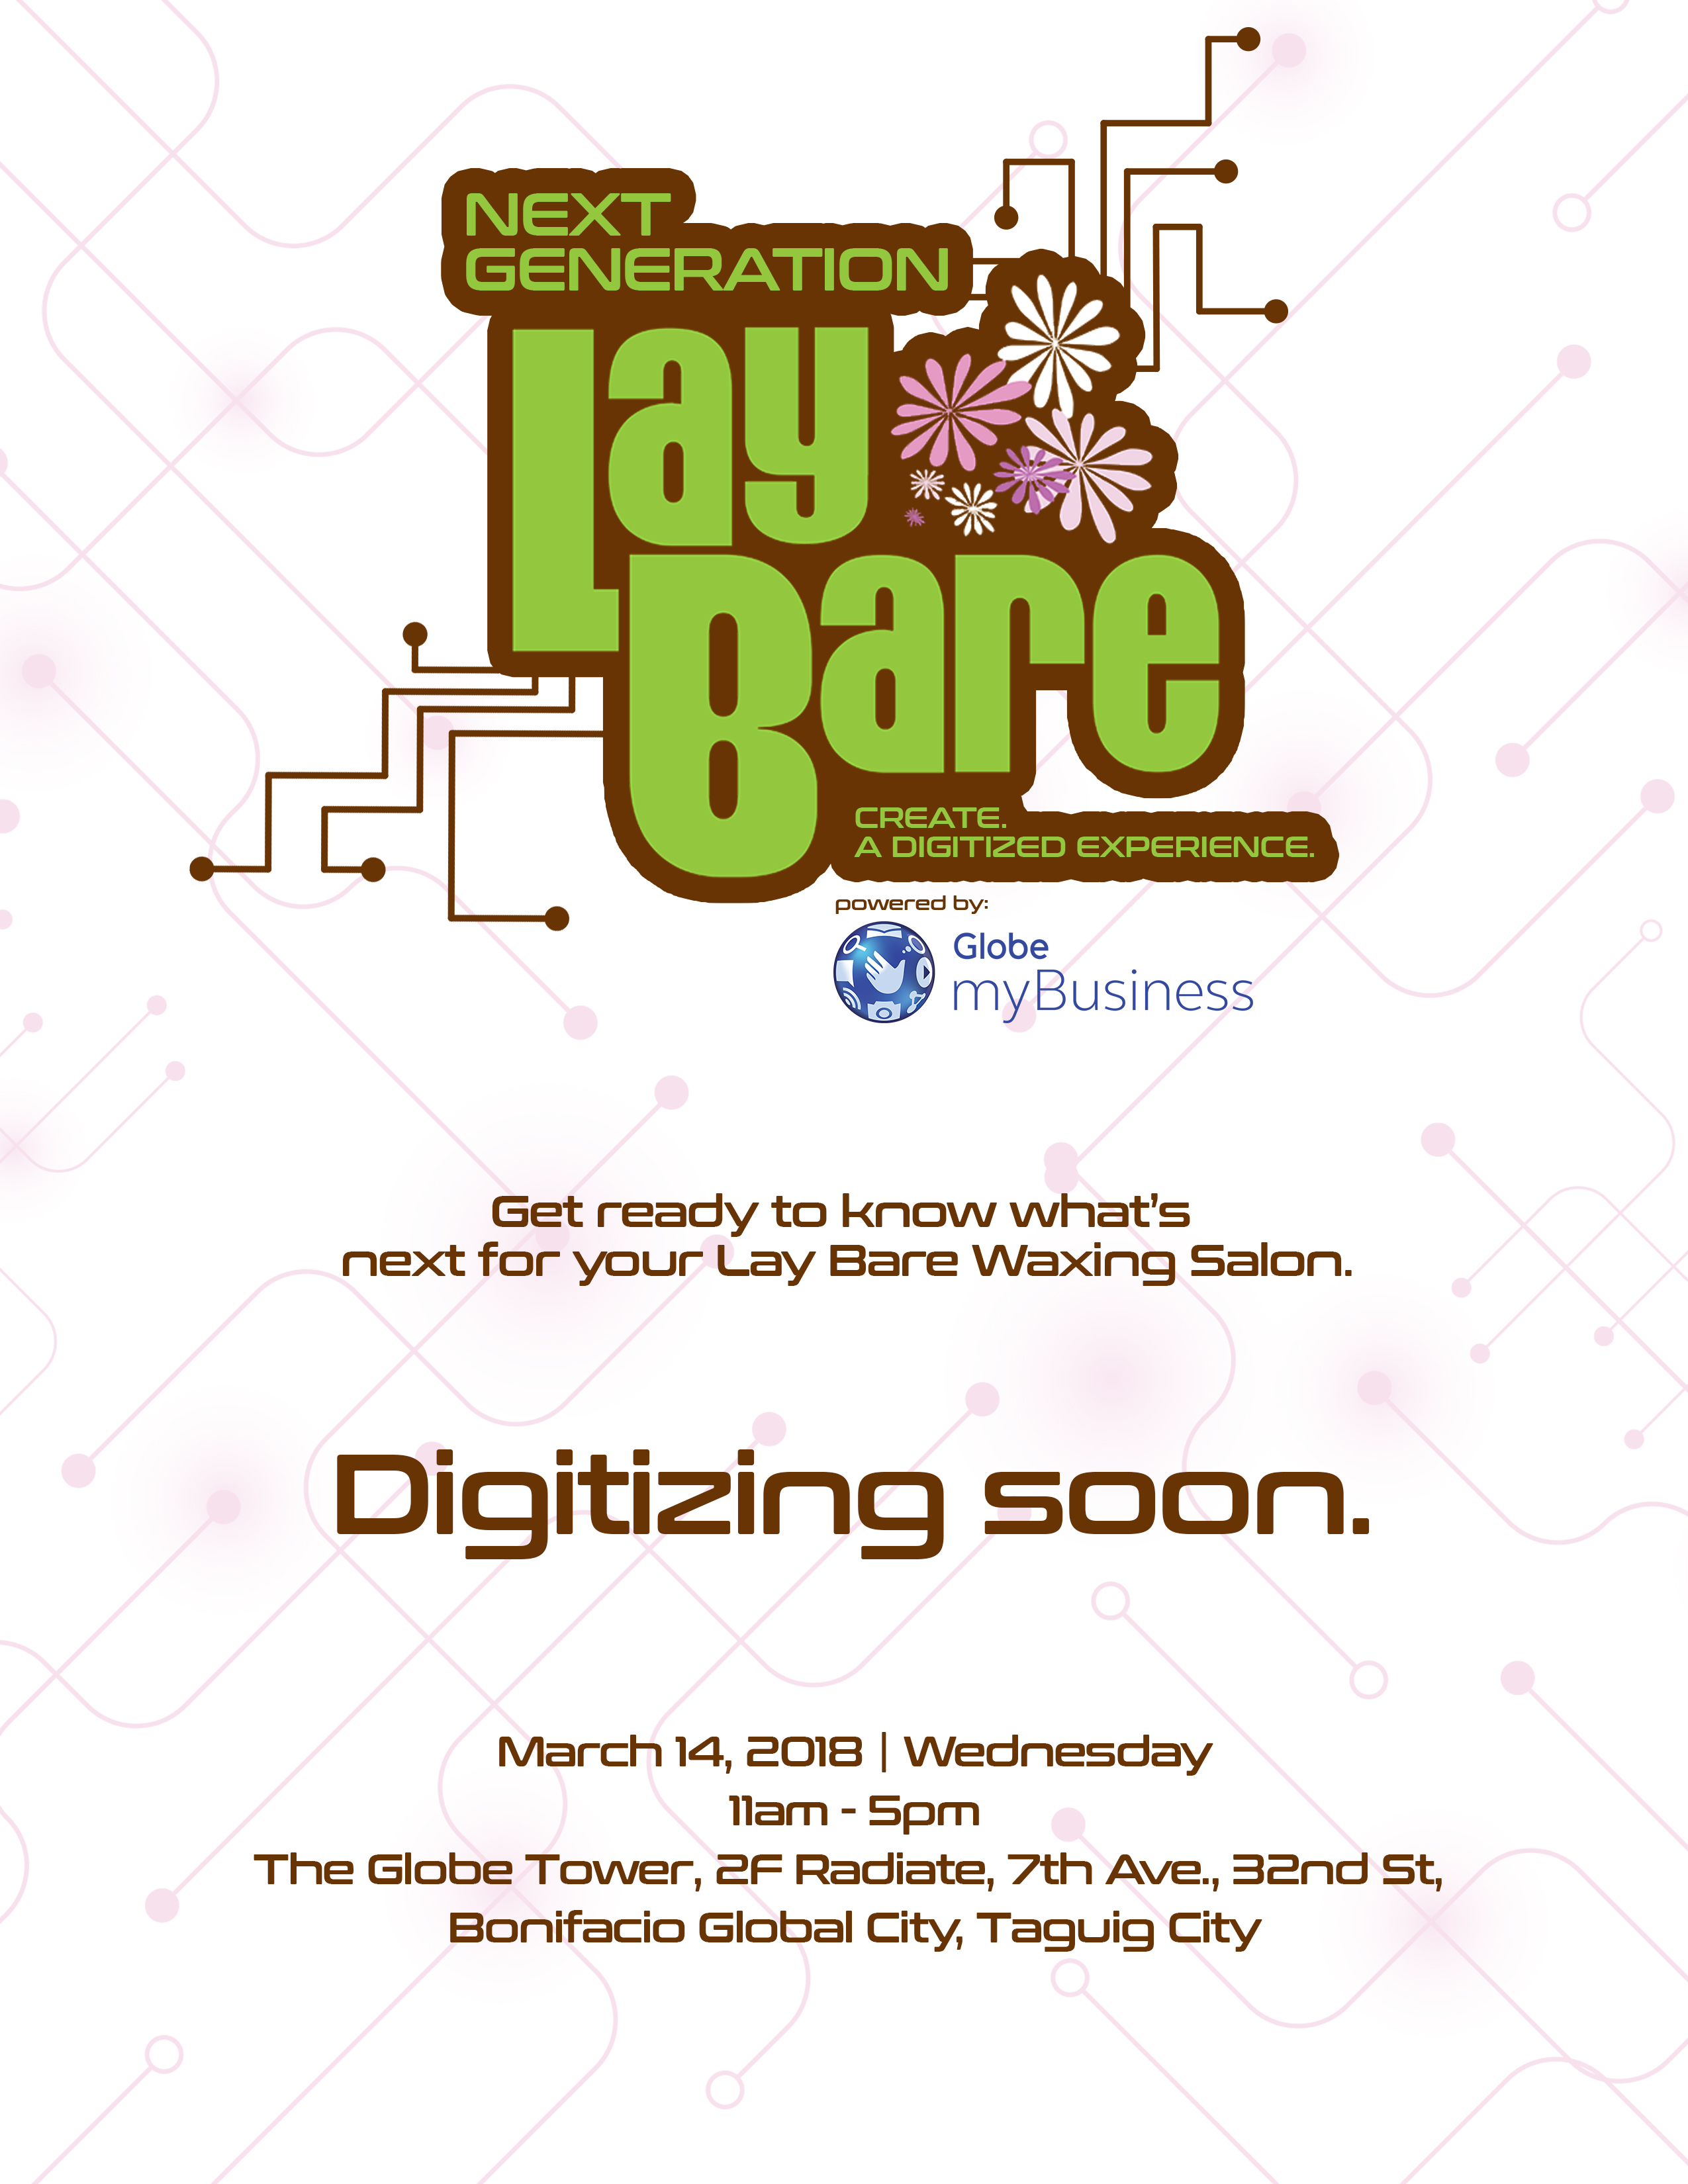 NEXT
GENERATION
Lay
Bare
CREATE.
A DIGITIZED EXPERIENCE.
powered by:
Globe
myBusiness
Get ready to know what's
next for your Lay Bare Waxing Salon.
Digitizing soon.
March 14, 2018 | Wednesday
11am - 5pm
The Globe Tower, 2F Radiate, 7th Ave., 32nd St,
Bonifacio Global City, Taguig City